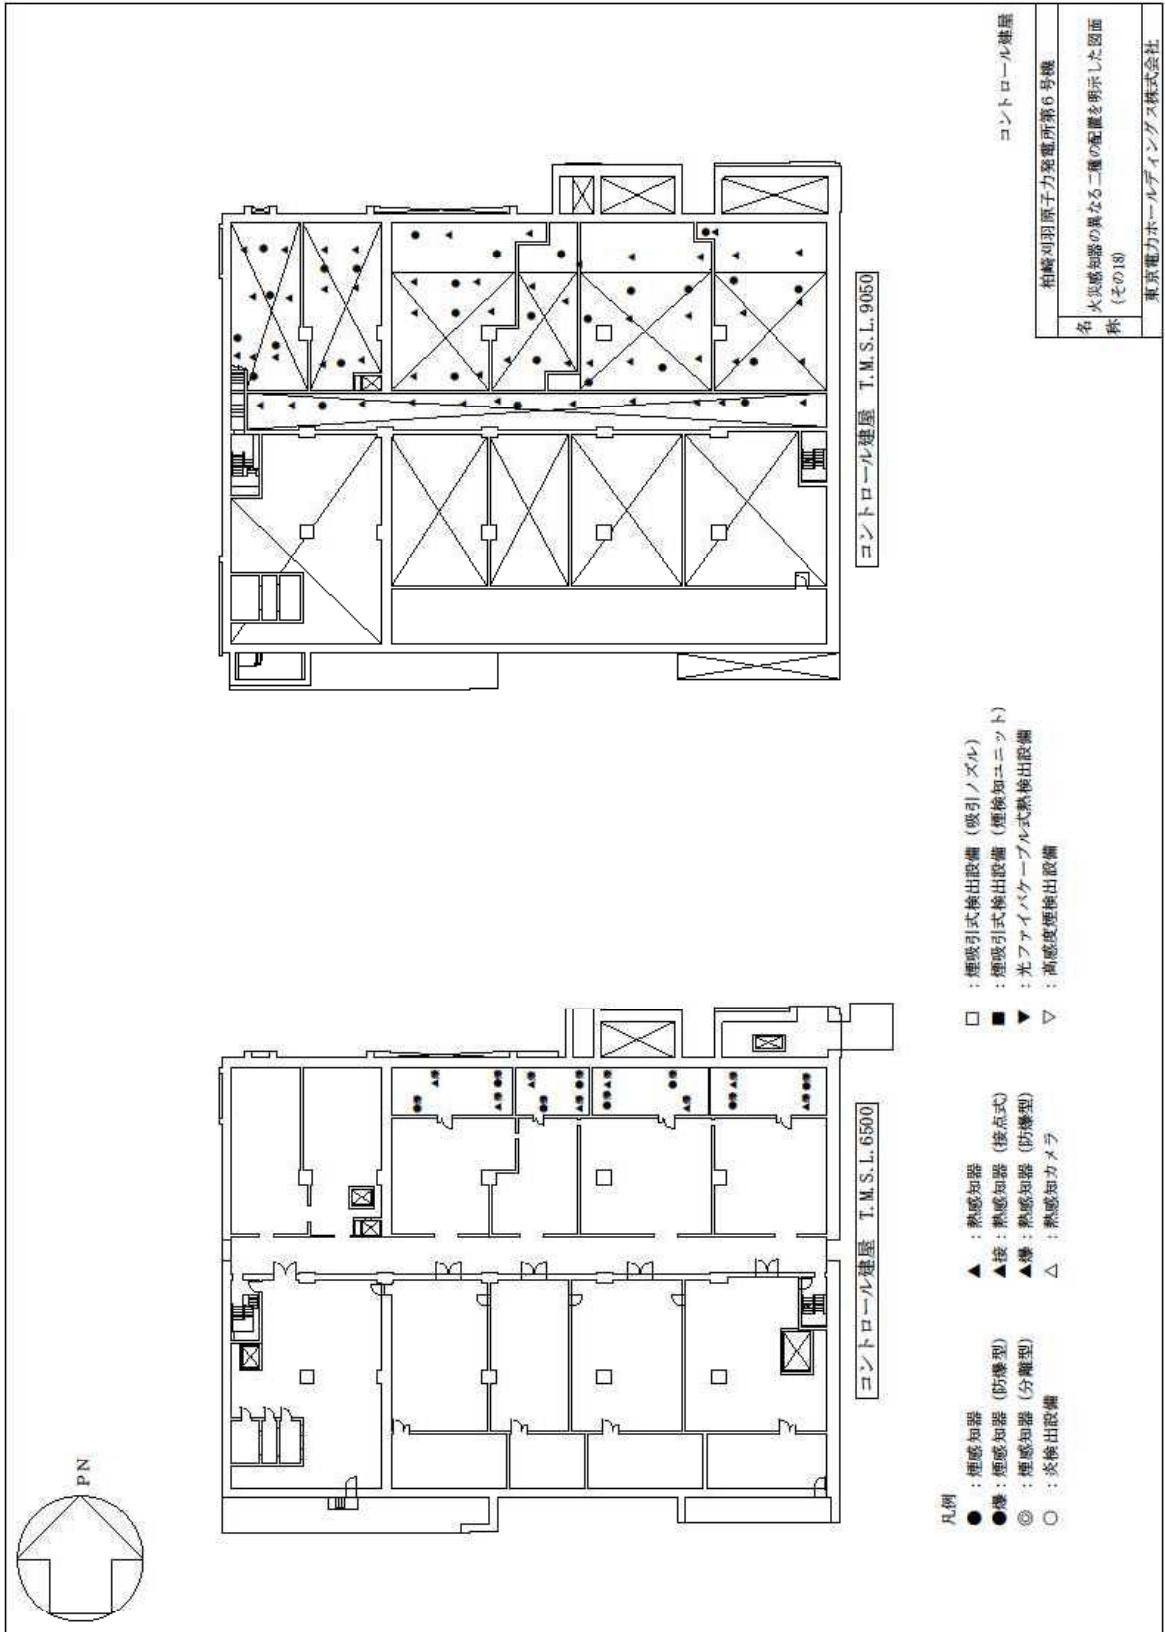 PN
コントロール建屋 T.M.S.L.6500
コントロール建屋 T.M.S.L.9050
凡例
● : 煙感知器
●爆 : 煙感知器 (防爆型)
◎ : 煙感知器 (分離型)
○ : 炎検出設備
▲ : 熱感知器
▲接 : 熱感知器 (接点式)
▲爆 : 熱感知器 (防爆型)
△ : 熱感知カメラ
□ : 煙吸引式検出設備 (吸引ノズル)
■ : 煙吸引式検出設備 (煙検知ユニット)
▼ : 光ファイバケーブル式熱検出設備
▽ : 高感度煙検出設備
コントロール建屋
柏崎刈羽原子力発電所第6号機
名称
火災感知器の異なる二種の配置を明示した図面
(その18)
東京電力ホールディングス株式会社